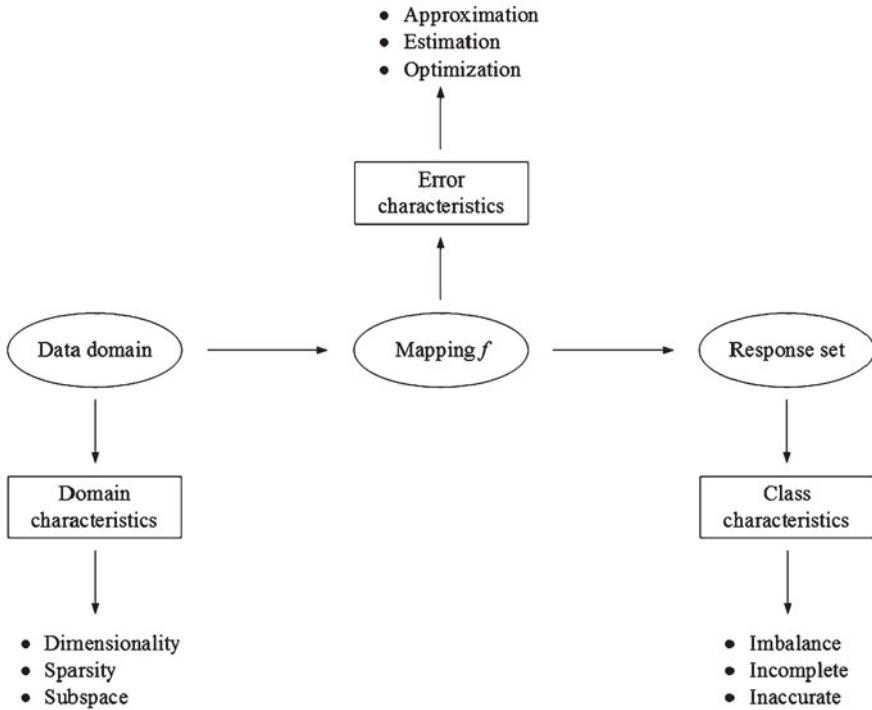 ● Approximation
● Estimation
● Optimization
Error
characteristics
Data domain
Mapping f
Response set
Domain
characteristics
Class
characteristics
● Dimensionality
● Sparsity
● Subspace
● Imbalance
● Incomplete
● Inaccurate